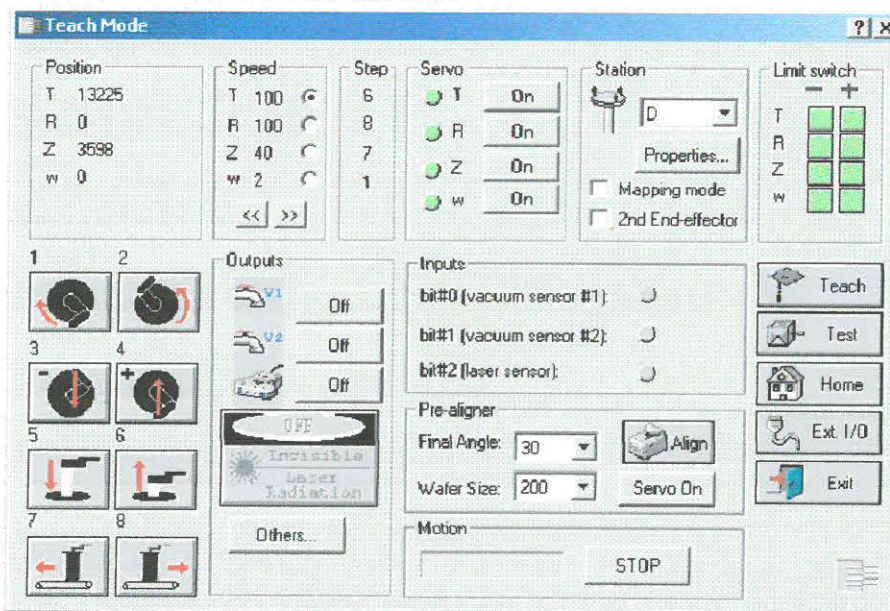 Teach Mode
Position
T 13225
R 0
Z 3598
w 0
Speed
T 100
R 100
Z 40
w 2
<< >>
Step
6
8
7
1
Servo
T On
R On
Z On
w On
Station
D
Properties...
Mapping mode
2nd End-effector
Limit switch
- +
T
R
Z
w
1 2
3 4
- +
5 6
7 8
Outputs
V1 Off
V2 Off
Off
OFF
Invisible
Laser
Radiation
Others...
Inputs
bit#0 (vacuum sensor #1):
bit#1 (vacuum sensor #2):
bit#2 (laser sensor):
Pre-aligner
Final Angle: 30
Align
Wafer Size: 200
Servo On
Motion
STOP
Teach
Test
Home
Ext. I/O
Exit